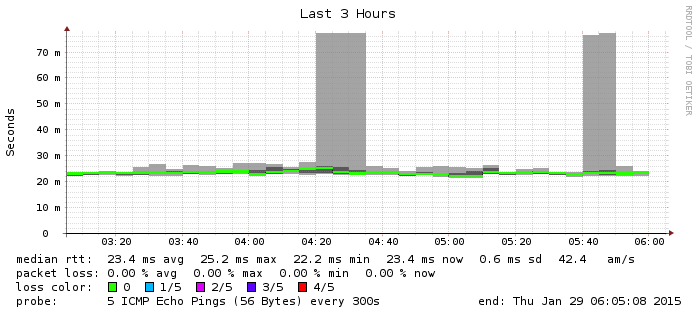 Last 3 Hours
RRDTOOL / TOBI OETIKER
Seconds
70 m
60 m
50 m
40 m
30 m
20 m
10 m
0
03:20 03:40 04:00 04:20 04:40 05:00 05:20 05:40 06:00
median rtt: 23.4 ms avg 25.2 ms max 22.2 ms min 23.4 ms now 0.6 ms sd 42.4 am/s
packet loss: 0.00 % avg 0.00 % max 0.00 % min 0.00 % now
loss color: 0 1/5 2/5 3/5 4/5
probe: 5 ICMP Echo Pings (56 Bytes) every 300s end: Thu Jan 29 06:05:08 2015